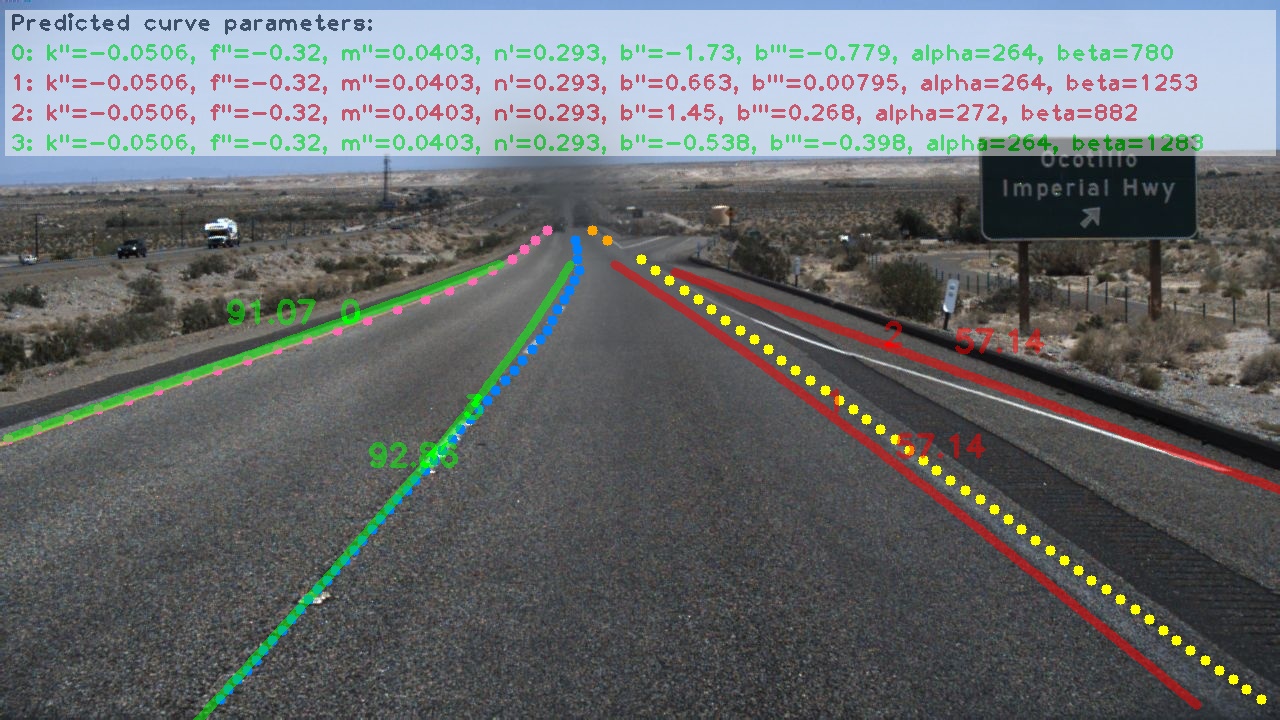 Predicted curve parameters:
0: k''=-0.0506, f''=-0.32, m''=0.0403, n'=0.293, b''=-1.73, b'''=-0.779, alpha=264, beta=780
1: k''=-0.0506, f''=-0.32, m''=0.0403, n'=0.293, b''=0.663, b'''=0.00795, alpha=264, beta=1253
2: k''=-0.0506, f''=-0.32, m''=0.0403, n'=0.293, b''=1.45, b'''=0.268, alpha=272, beta=882
3: k''=-0.0506, f''=-0.32, m''=0.0403, n'=0.293, b''=-0.538, b'''=-0.398, alpha=264, beta=1283
Ocotillo
Imperial Hwy
91.07 0
2 57.14
3
1
57.14
92.86